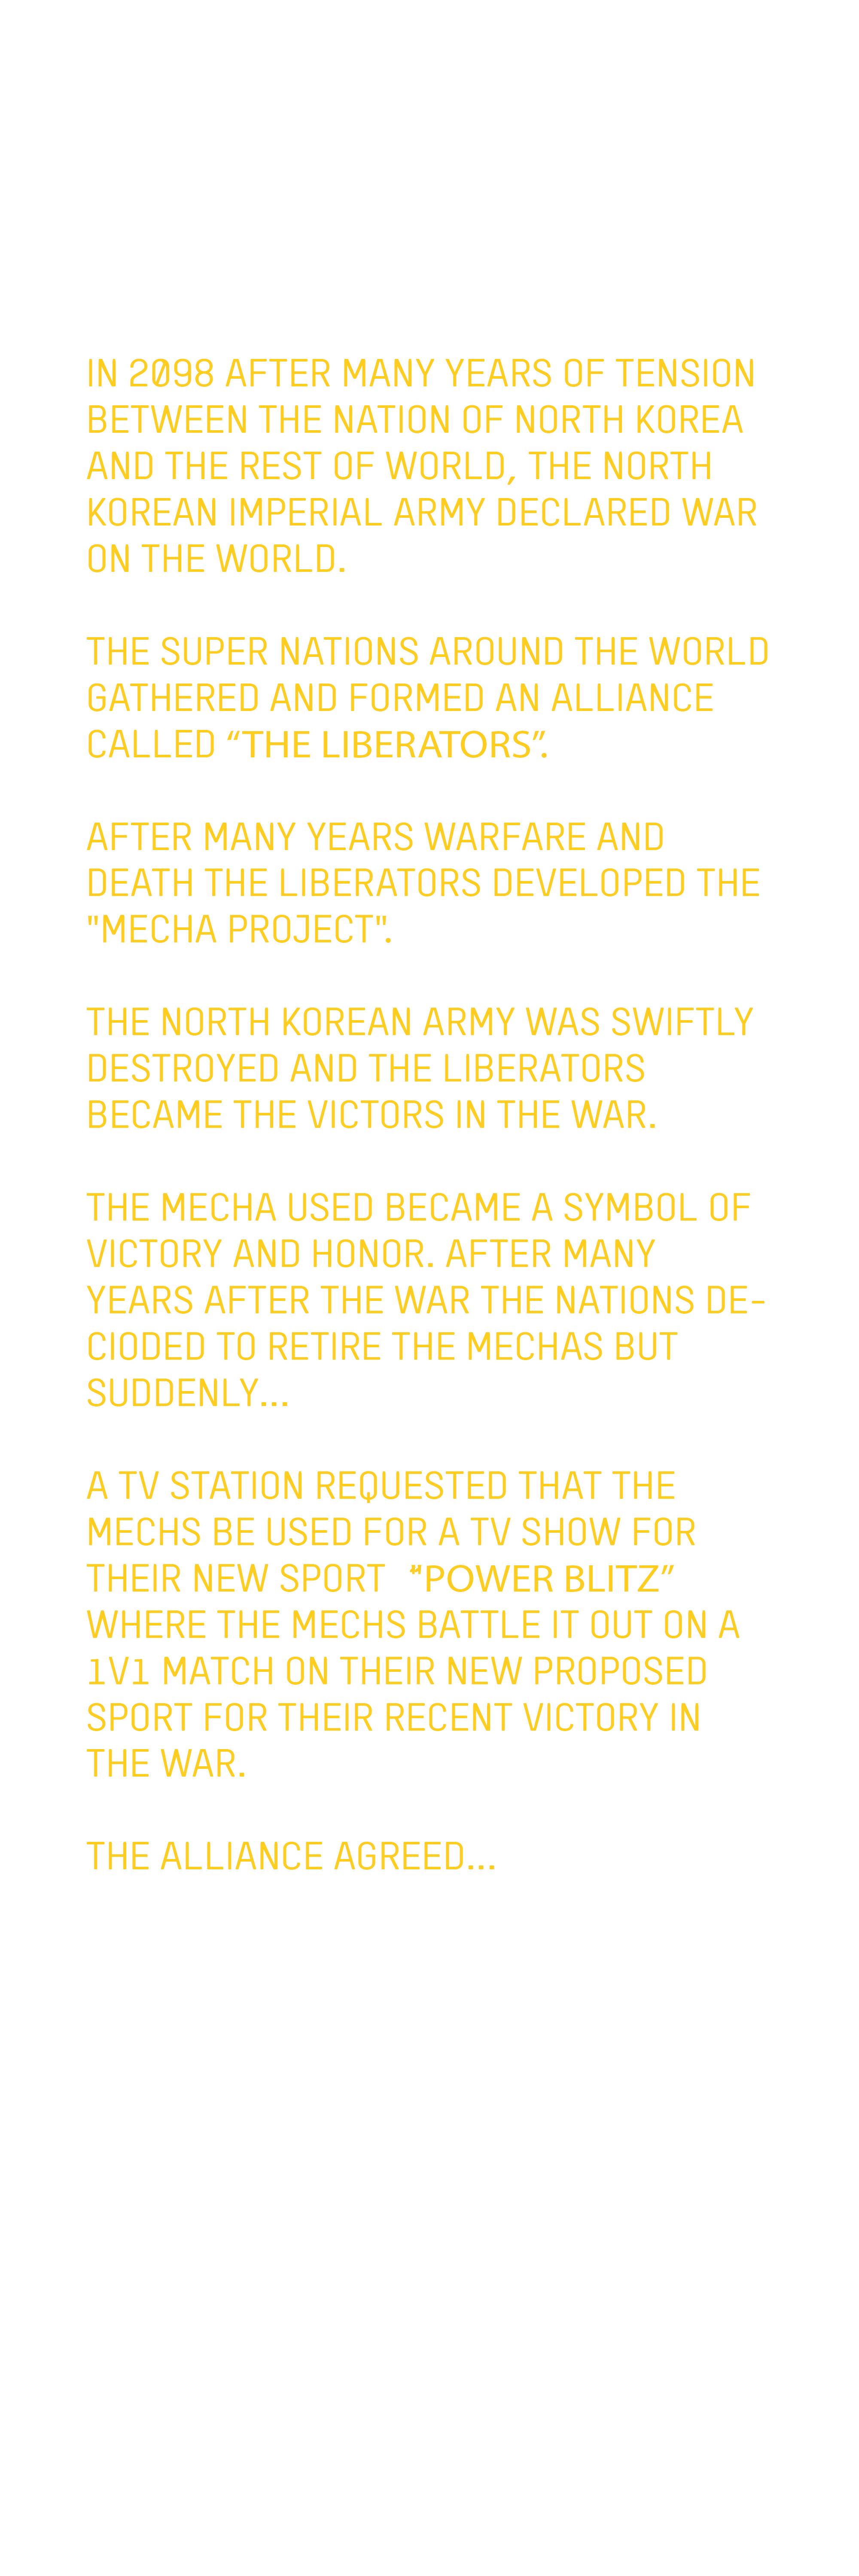 IN 2098 AFTER MANY YEARS OF TENSION
BETWEEN THE NATION OF NORTH KOREA
AND THE REST OF WORLD, THE NORTH
KOREAN IMPERIAL ARMY DECLARED WAR
ON THE WORLD.
THE SUPER NATIONS AROUND THE WORLD
GATHERED AND FORMED AN ALLIANCE
CALLED “THE LIBERATORS”.
AFTER MANY YEARS WARFARE AND
DEATH THE LIBERATORS DEVELOPED THE
"MECHA PROJECT".
THE NORTH KOREAN ARMY WAS SWIFTLY
DESTROYED AND THE LIBERATORS
BECAME THE VICTORS IN THE WAR.
THE MECHA USED BECAME A SYMBOL OF
VICTORY AND HONOR. AFTER MANY
YEARS AFTER THE WAR THE NATIONS DE-
CIODED TO RETIRE THE MECHAS BUT
SUDDENLY...
A TV STATION REQUESTED THAT THE
MECHS BE USED FOR A TV SHOW FOR
THEIR NEW SPORT “POWER BLITZ”
WHERE THE MECHS BATTLE IT OUT ON A
1V1 MATCH ON THEIR NEW PROPOSED
SPORT FOR THEIR RECENT VICTORY IN
THE WAR.
THE ALLIANCE AGREED...